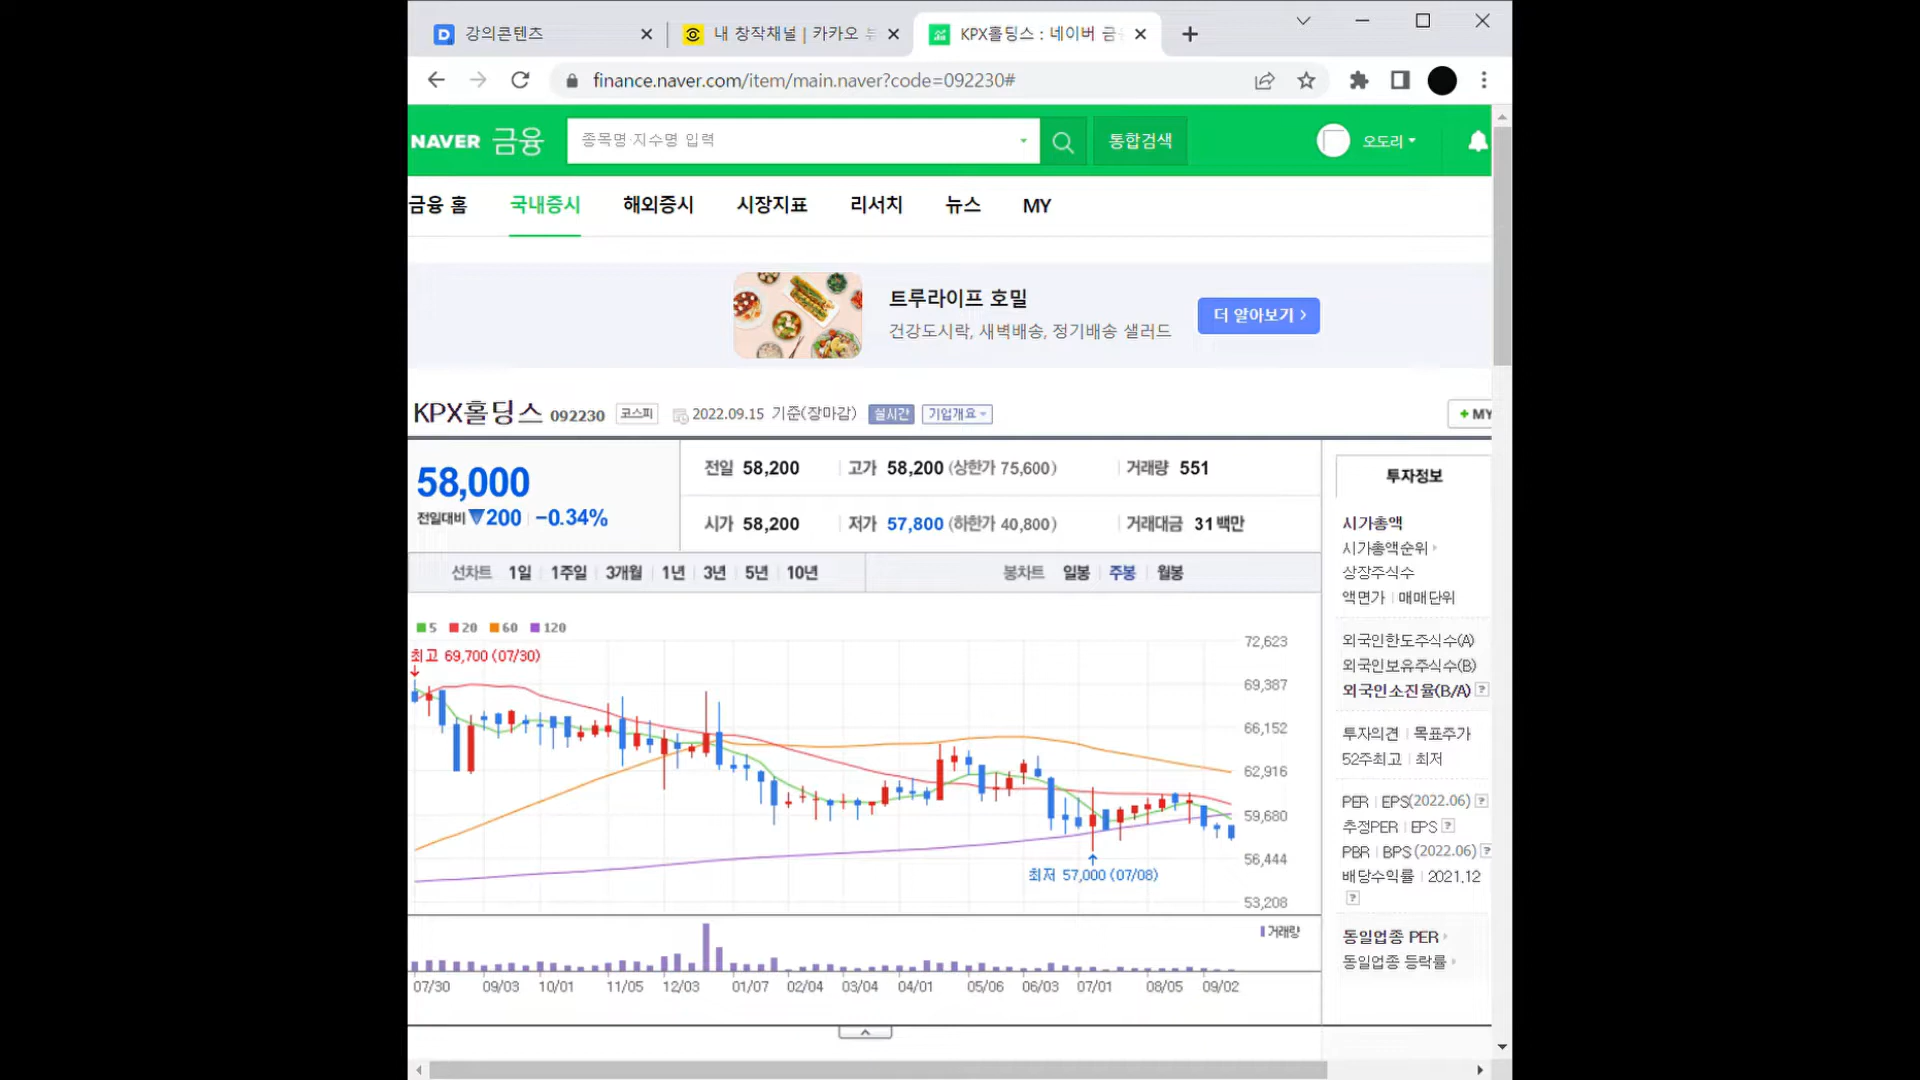 강의콘텐츠
내 창작채널 | 카카오
KPX홀딩스 : 네이버 금
finance.naver.com/item/main.naver?code=092230#
NAVER 금융
종목명·지수명 입력
통합검색
오도리
금융 홈 국내증시 해외증시 시장지표 리서치 뉴스 MY
트루라이프 호밀
건강도시락, 새벽배송, 정기배송 샐러드
더 알아보기 >
KPX홀딩스 092230 코스피 2022.09.15 기준(장마감) 실시간 기업개요
+ MY
58,000
전일대비 ▼200 -0.34%
전일 58,200 고가 58,200 (상한가 75,600) 거래량 551
시가 58,200 저가 57,800 (하한가 40,800) 거래대금 31백만
선차트 1일 1주일 3개월 1년 3년 5년 10년
봉차트 일봉 주봉 월봉
5 20 60 120
최고 69,700 (07/30)
최저 57,000 (07/08)
72,623
69,387
66,152
62,916
59,680
56,444
53,208
거래량
07/30 09/03 10/01 11/05 12/03 01/07 02/04 03/04 04/01 05/06 06/03 07/01 08/05 09/02
투자정보
시가총액
시가총액순위
상장주식수
액면가 | 매매단위
외국인한도주식수(A)
외국인보유주식수(B)
외국인소진율(B/A) ?
투자의견 | 목표주가
52주최고 | 최저
PER | EPS(2022.06) ?
추정PER | EPS ?
PBR | BPS (2022.06) ?
배당수익률 | 2021.12
?
동일업종 PER
동일업종 등락률